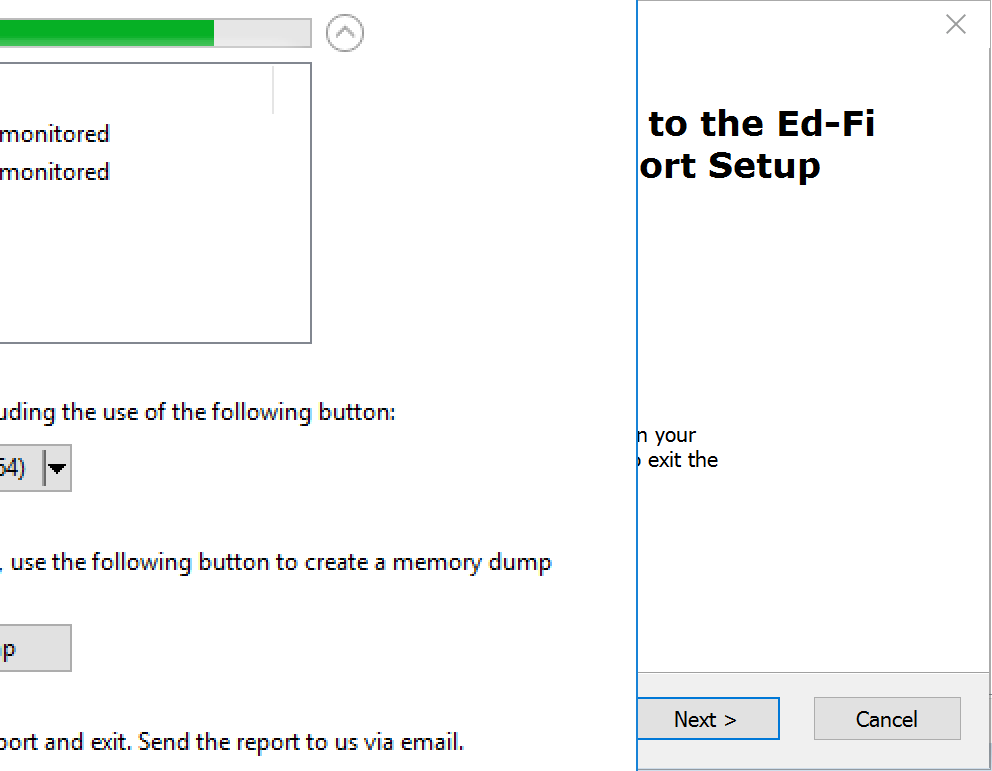 monitored
monitored
uding the use of the following button:
64)
, use the following button to create a memory dump
p
port and exit. Send the report to us via email.
to the Ed-Fi
ort Setup
n your
exit the
Next >
Cancel